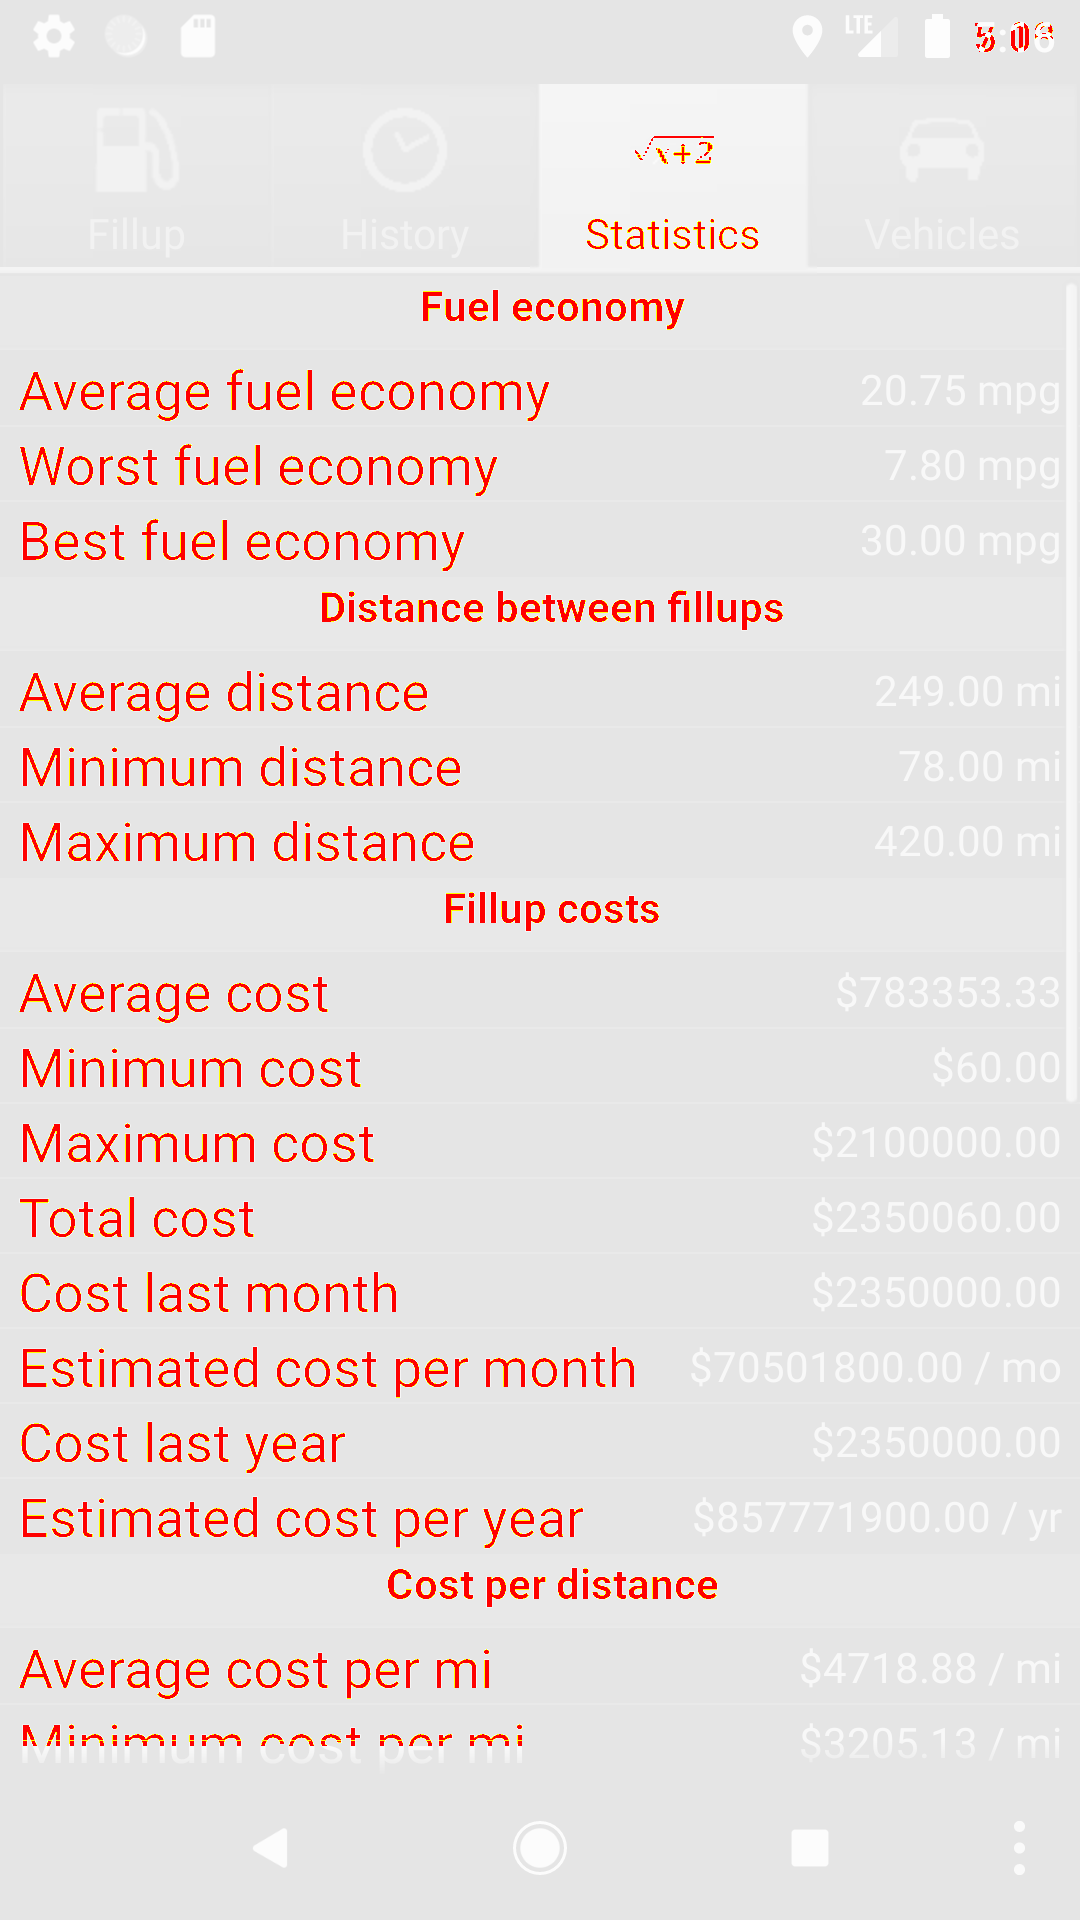 LTE
Fillup History √x+2 Statistics Vehicles
Fuel economy
Average fuel economy 20.75 mpg
Worst fuel economy 7.80 mpg
Best fuel economy 30.00 mpg
Distance between fillups
Average distance 249.00 mi
Minimum distance 78.00 mi
Maximum distance 420.00 mi
Fillup costs
Average cost $783353.33
Minimum cost $60.00
Maximum cost $2100000.00
Total cost $2350060.00
Cost last month $2350000.00
Estimated cost per month $70501800.00 / mo
Cost last year $2350000.00
Estimated cost per year $857771900.00 / yr
Cost per distance
Average cost per mi $4718.88 / mi
Minimum cost per mi $3205.13 / mi